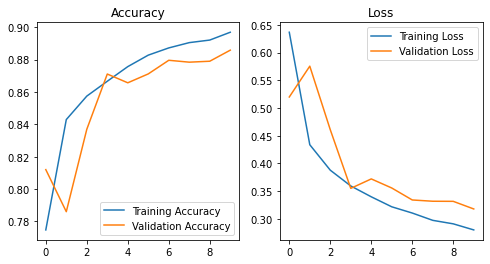 Accuracy
0.90
0.88
0.86
0.84
0.82
0.80
0.78
0 2 4 6 8
Training Accuracy
Validation Accuracy
Loss
0.65
0.60
0.55
0.50
0.45
0.40
0.35
0.30
0 2 4 6 8
Training Loss
Validation Loss